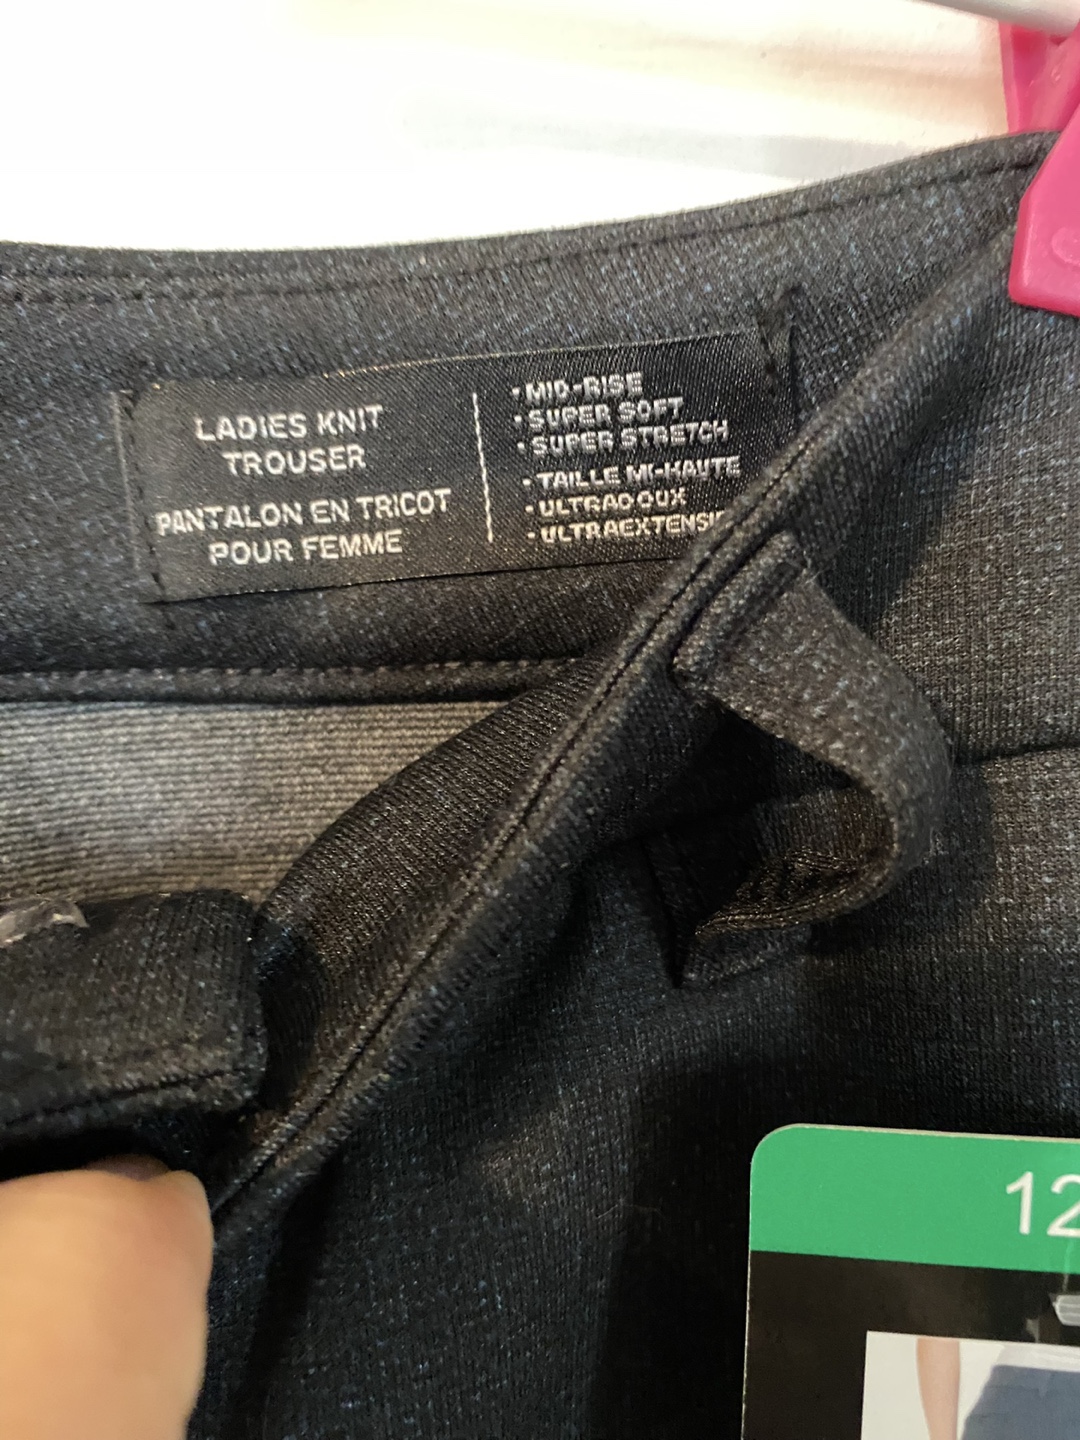 LADIES KNIT
TROUSER
PANTALON EN TRICOT
POUR FEMME
· MID-RISE
· SUPER SOFT
· SUPER STRETCH
· TAILLE MI-HAUTE
· ULTRADOUX
12